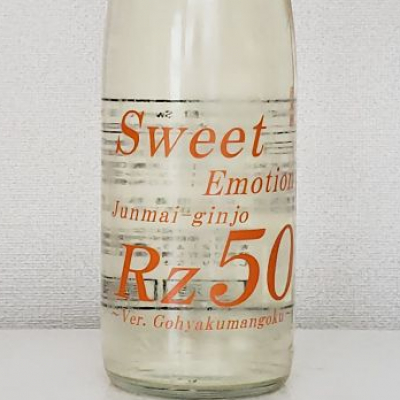 Sweet
Emotion
Junmai-ginjo
Rz50
~Ver. Gohyakumangoku~